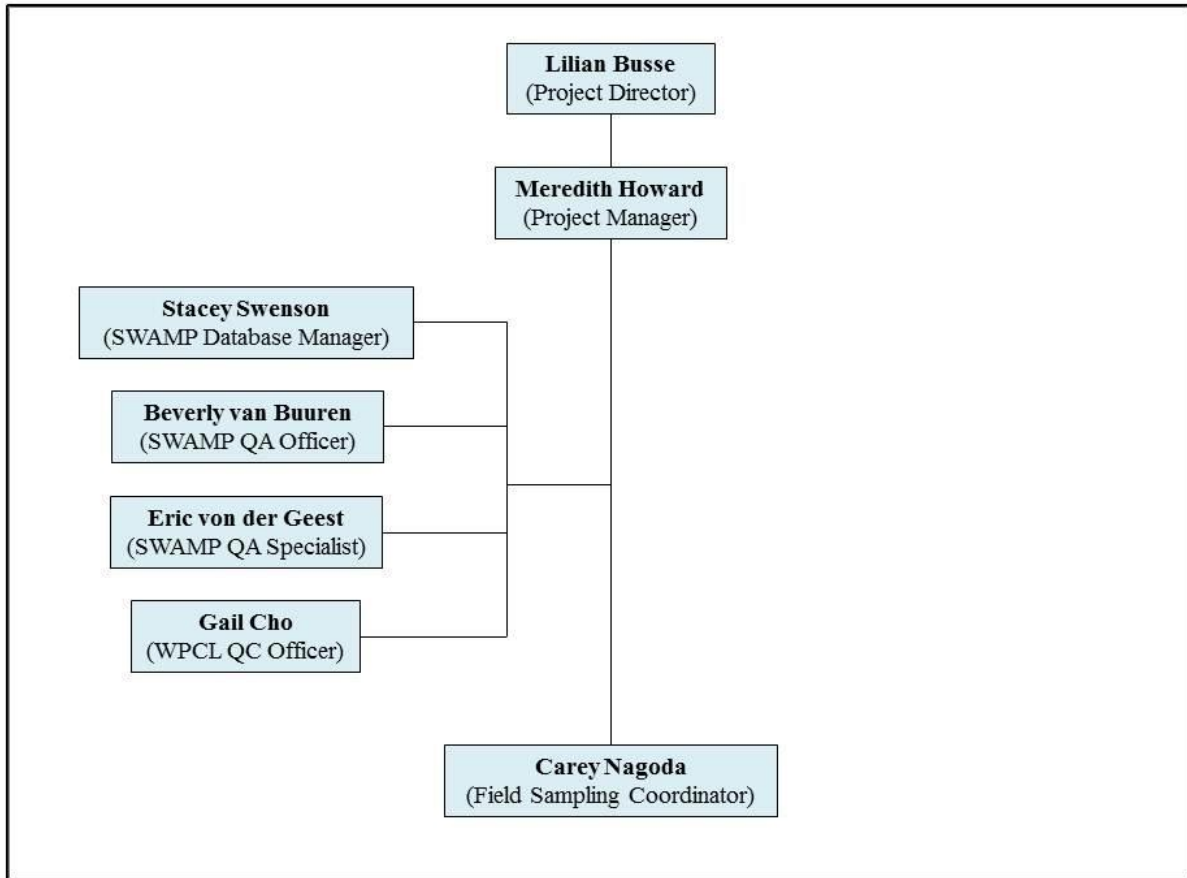 Lilian Busse
(Project Director)
Meredith Howard
(Project Manager)
Stacey Swenson
(SWAMP Database Manager)
Beverly van Buuren
(SWAMP QA Officer)
Eric von der Geest
(SWAMP QA Specialist)
Gail Cho
(WPCL QC Officer)
Carey Nagoda
(Field Sampling Coordinator)